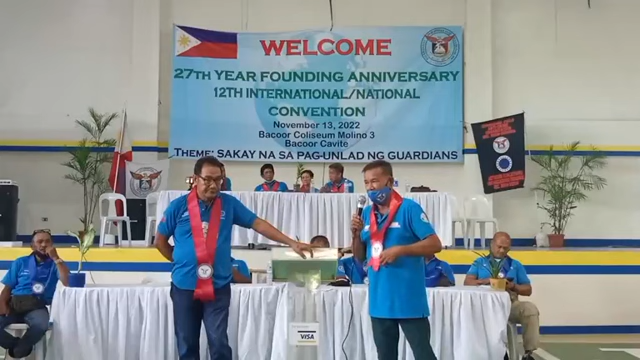 WELCOME
27TH YEAR FOUNDING ANNIVERSARY
12TH INTERNATIONAL/NATIONAL
CONVENTION
November 13, 2022
Bacoor Coliseum Molino 3
Bacoor Cavite
THEME: SAKAY NA SA PAG-UNLAD NG GUARDIANS
VISA